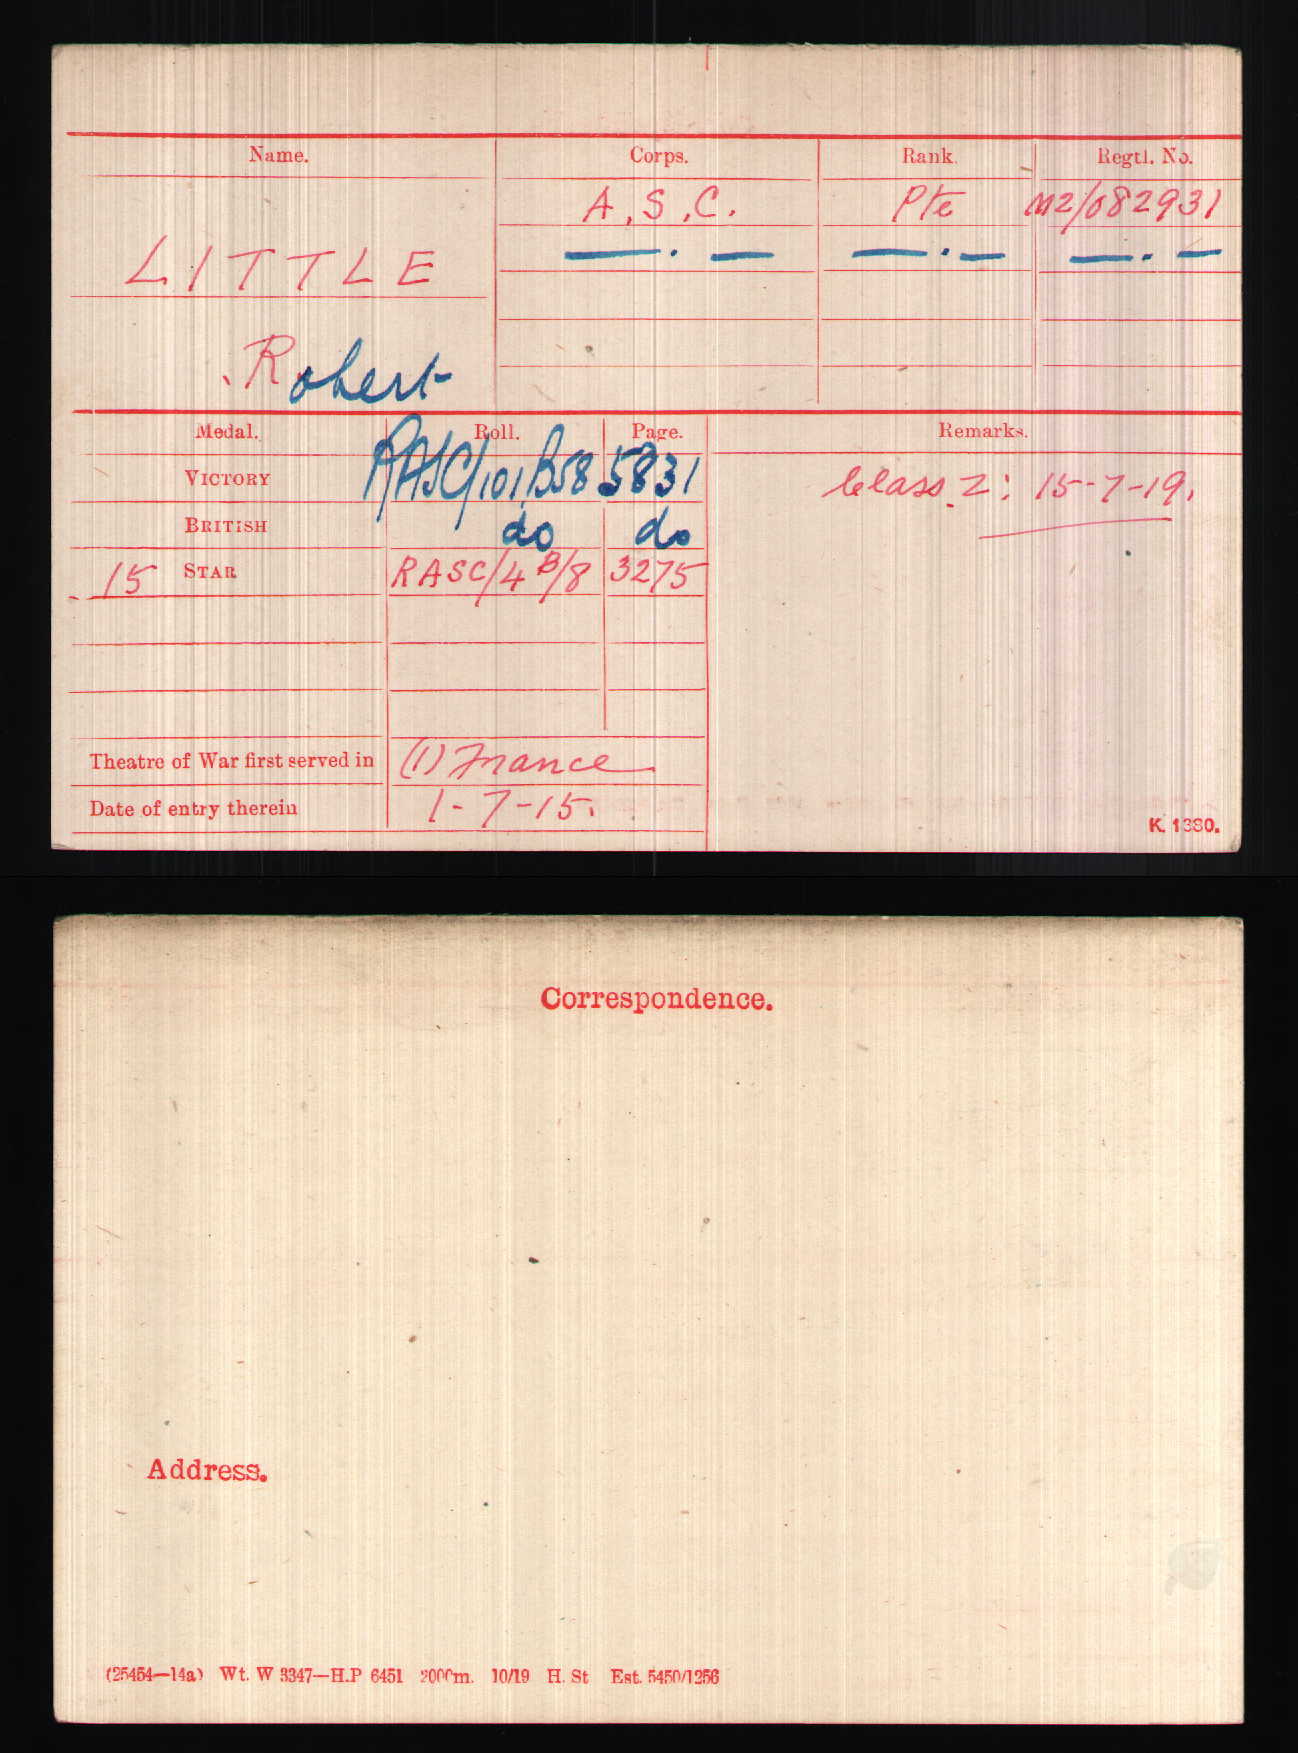 Name. Corps. Rank. Regtl. No.
A.S.C. Pte M2/082931
LITTLE —.— —.— —.—
Robert
Medal. Roll. Page. Remarks.
VICTORY RASC/101 B58 5831 Class Z: 15-7-19.
BRITISH do do
15 STAR RASC/4 B/8 3275
Theatre of War first served in (1) France
Date of entry therein 1-7-15.
K. 1380.
Correspondence.
Address.
(25454—14a) Wt. W 3347—H.P 6451 2000m. 10/19 H. St Est. 5450/1256